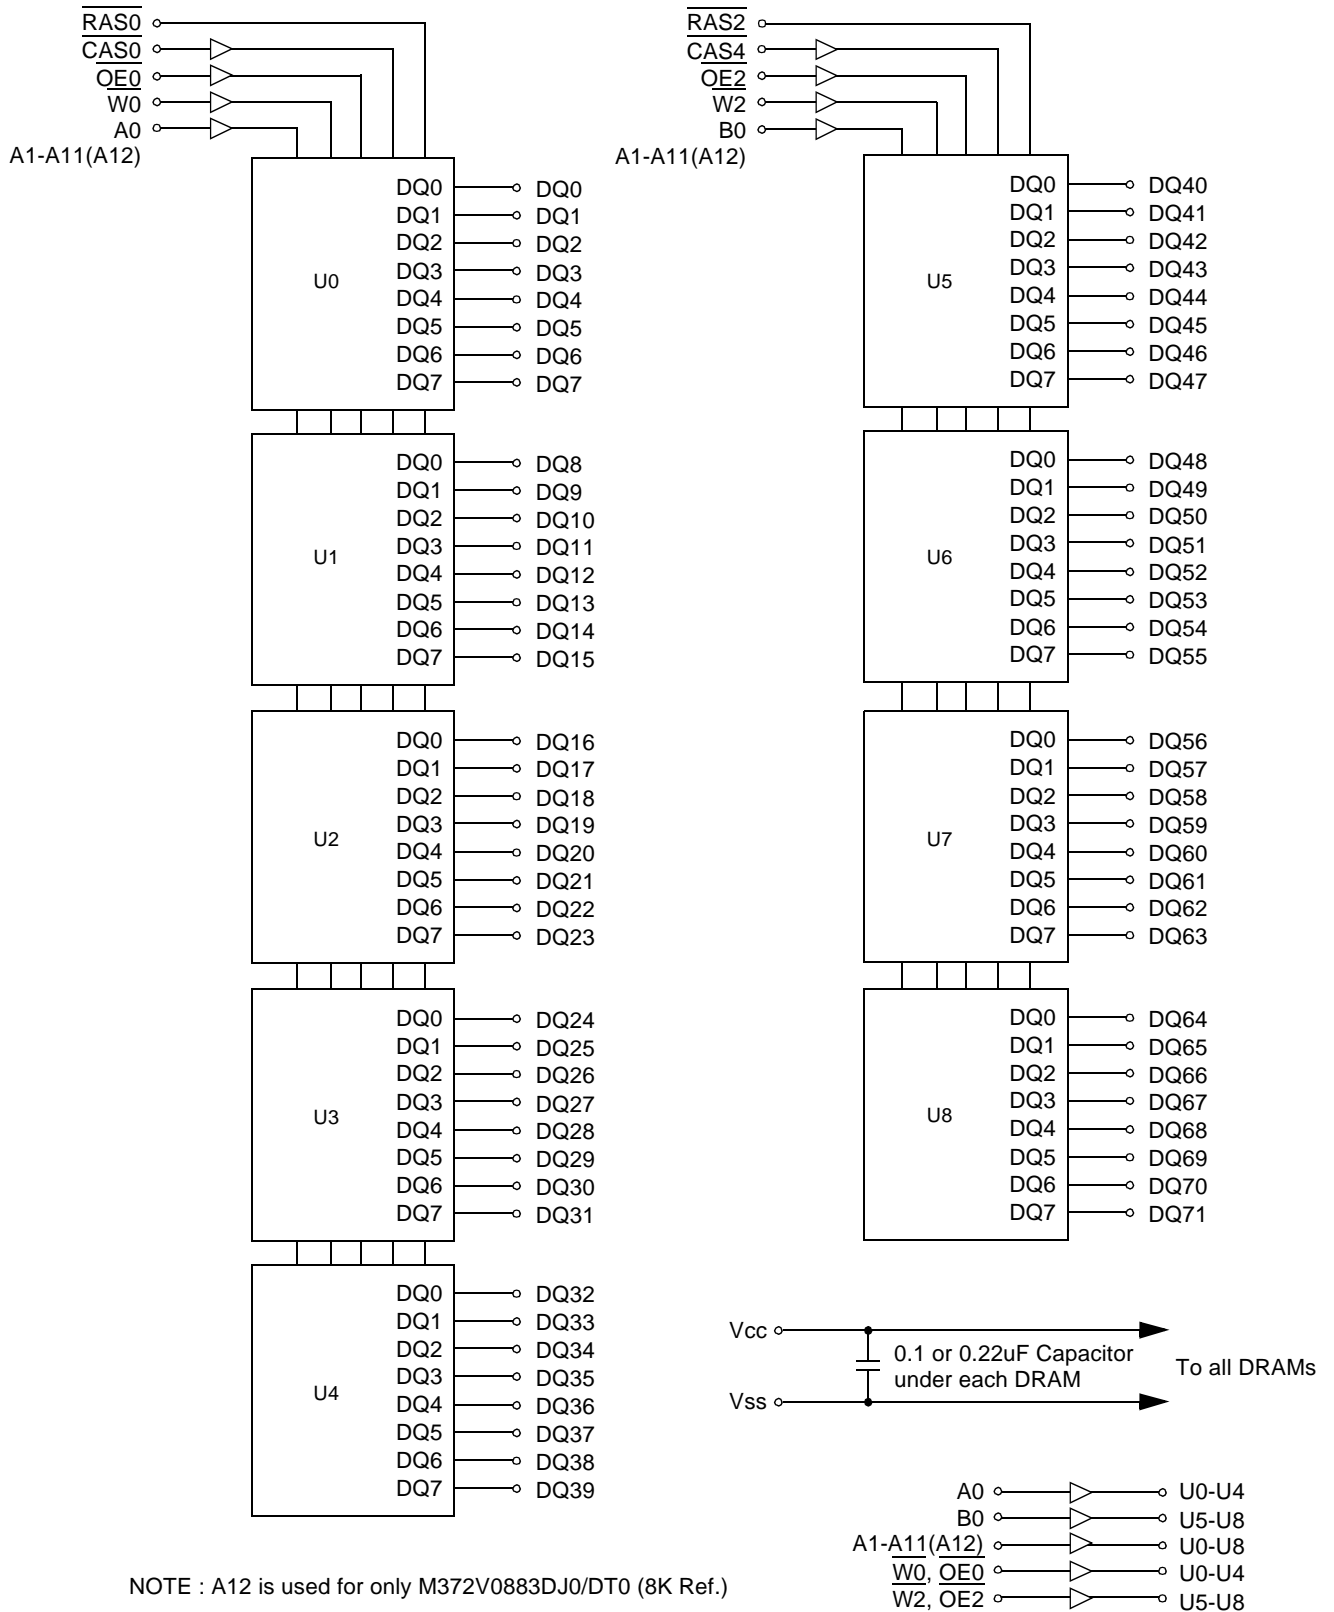 RAS0
CAS0
OE0
W0
A0
A1-A11(A12)
U0
DQ0 DQ0
DQ1 DQ1
DQ2 DQ2
DQ3 DQ3
DQ4 DQ4
DQ5 DQ5
DQ6 DQ6
DQ7 DQ7
U1
DQ0 DQ8
DQ1 DQ9
DQ2 DQ10
DQ3 DQ11
DQ4 DQ12
DQ5 DQ13
DQ6 DQ14
DQ7 DQ15
U2
DQ0 DQ16
DQ1 DQ17
DQ2 DQ18
DQ3 DQ19
DQ4 DQ20
DQ5 DQ21
DQ6 DQ22
DQ7 DQ23
U3
DQ0 DQ24
DQ1 DQ25
DQ2 DQ26
DQ3 DQ27
DQ4 DQ28
DQ5 DQ29
DQ6 DQ30
DQ7 DQ31
U4
DQ0 DQ32
DQ1 DQ33
DQ2 DQ34
DQ3 DQ35
DQ4 DQ36
DQ5 DQ37
DQ6 DQ38
DQ7 DQ39
RAS2
CAS4
OE2
W2
B0
A1-A11(A12)
U5
DQ0 DQ40
DQ1 DQ41
DQ2 DQ42
DQ3 DQ43
DQ4 DQ44
DQ5 DQ45
DQ6 DQ46
DQ7 DQ47
U6
DQ0 DQ48
DQ1 DQ49
DQ2 DQ50
DQ3 DQ51
DQ4 DQ52
DQ5 DQ53
DQ6 DQ54
DQ7 DQ55
U7
DQ0 DQ56
DQ1 DQ57
DQ2 DQ58
DQ3 DQ59
DQ4 DQ60
DQ5 DQ61
DQ6 DQ62
DQ7 DQ63
U8
DQ0 DQ64
DQ1 DQ65
DQ2 DQ66
DQ3 DQ67
DQ4 DQ68
DQ5 DQ69
DQ6 DQ70
DQ7 DQ71
Vcc
0.1 or 0.22uF Capacitor
under each DRAM
To all DRAMs
Vss
A0 U0-U4
B0 U5-U8
A1-A11(A12) U0-U8
W0, OE0 U0-U4
W2, OE2 U5-U8
NOTE : A12 is used for only M372V0883DJ0/DT0 (8K Ref.)